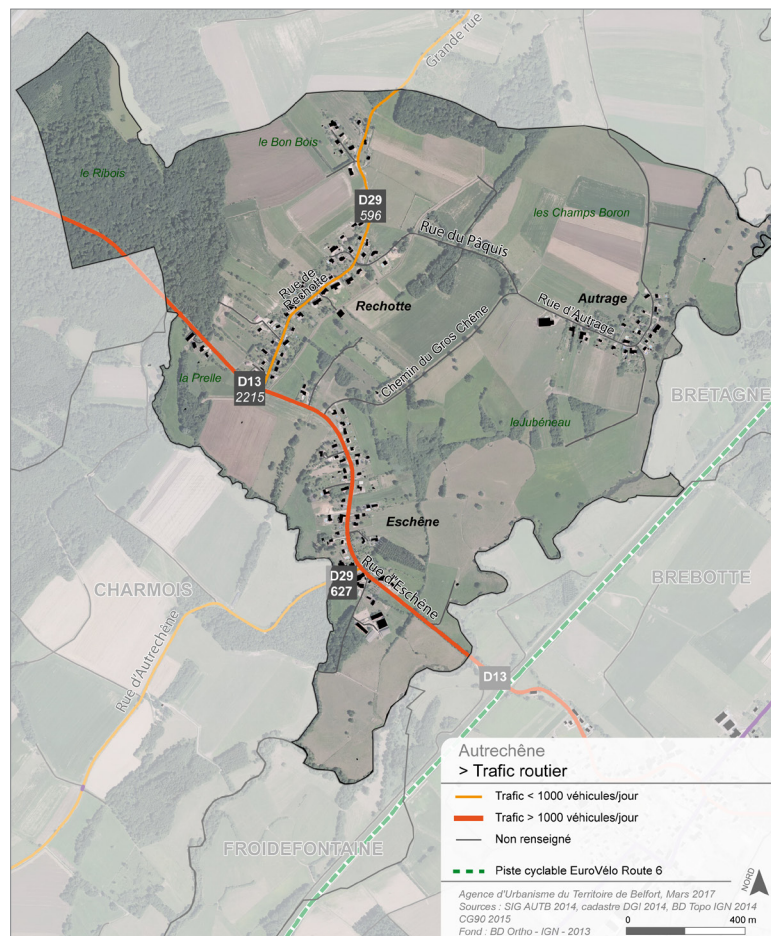 Grande rue
le Bon Bois
le Ribois
D29
596
les Champs Boron
Rue du Pâquis
Rue de
Rechotte
Rechotte
Autrage
Rue d'Autrage
Chemin du Gros Chêne
la Prelle
D13
2215
BRETAGNE
leJubéneau
Eschêne
Rue d'Eschêne
D29
627
CHARMOIS
BREBOTTE
Rue d'Autrechêne
D13
FROIDEFONTAINE
Autrechêne
> Trafic routier
Trafic < 1000 véhicules/jour
Trafic > 1000 véhicules/jour
Non renseigné
Piste cyclable EuroVélo Route 6
NORD
Agence d'Urbanisme du Territoire de Belfort, Mars 2017
Sources : SIG AUTB 2014, cadastre DGI 2014, BD Topo IGN 2014
CG90 2015
Fond : BD Ortho - IGN - 2013
0 400 m